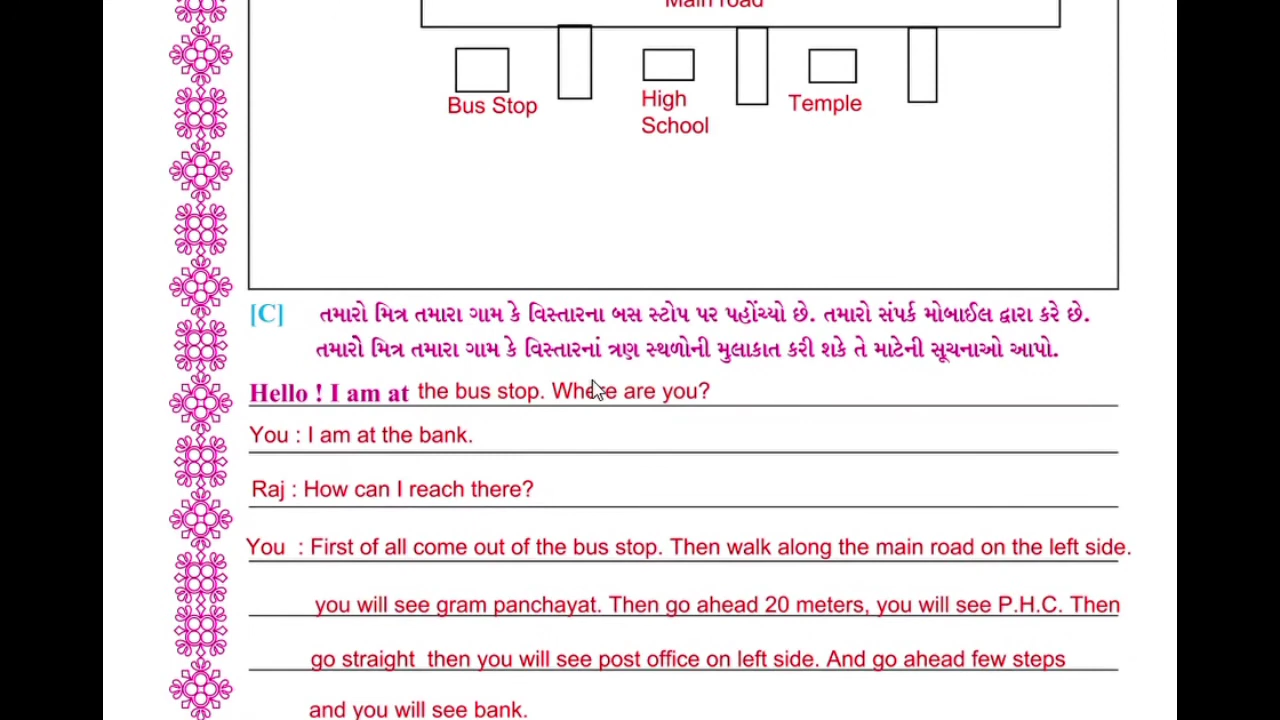 Main road
Bus Stop
High
School
Temple
[C] તમારો મિત્ર તમારા ગામ કે વિસ્તારના બસ સ્ટોપ પર પહોંચ્યો છે. તમારો સંપર્ક મોબાઈલ દ્વારા કરે છે.
તમારો મિત્ર તમારા ગામ કે વિસ્તારનાં ત્રણ સ્થળોની મુલાકાત કરી શકે તે માટેની સૂચનાઓ આપો.
Hello ! I am at the bus stop. Where are you?
You : I am at the bank.
Raj : How can I reach there?
You : First of all come out of the bus stop. Then walk along the main road on the left side.
you will see gram panchayat. Then go ahead 20 meters, you will see P.H.C. Then
go straight then you will see post office on left side. And go ahead few steps
and you will see bank.